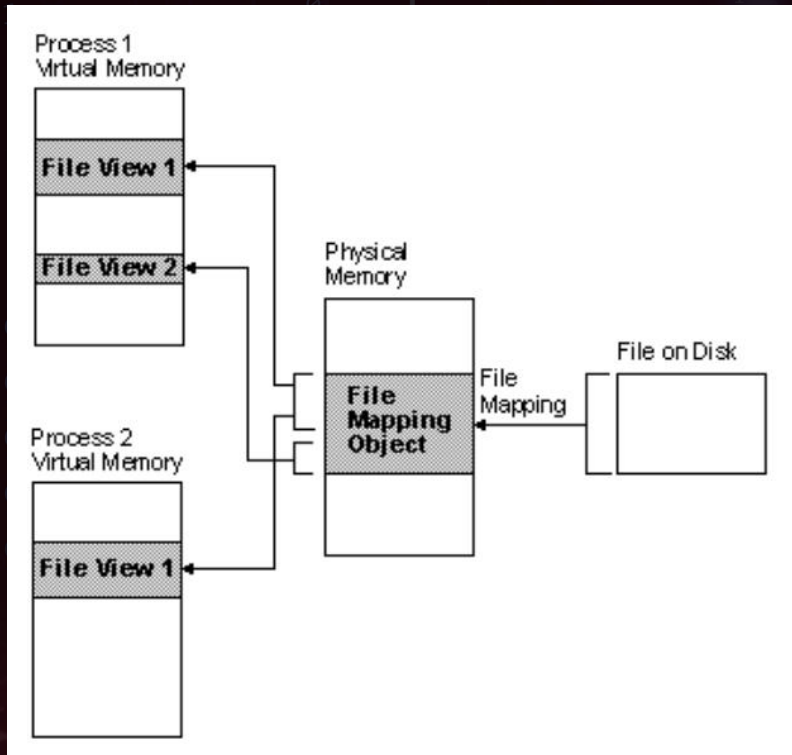 Process 1
Virtual Memory
File View 1
File View 2
Physical
Memory
File
Mapping
Object
File
Mapping
File on Disk
Process 2
Virtual Memory
File View 1